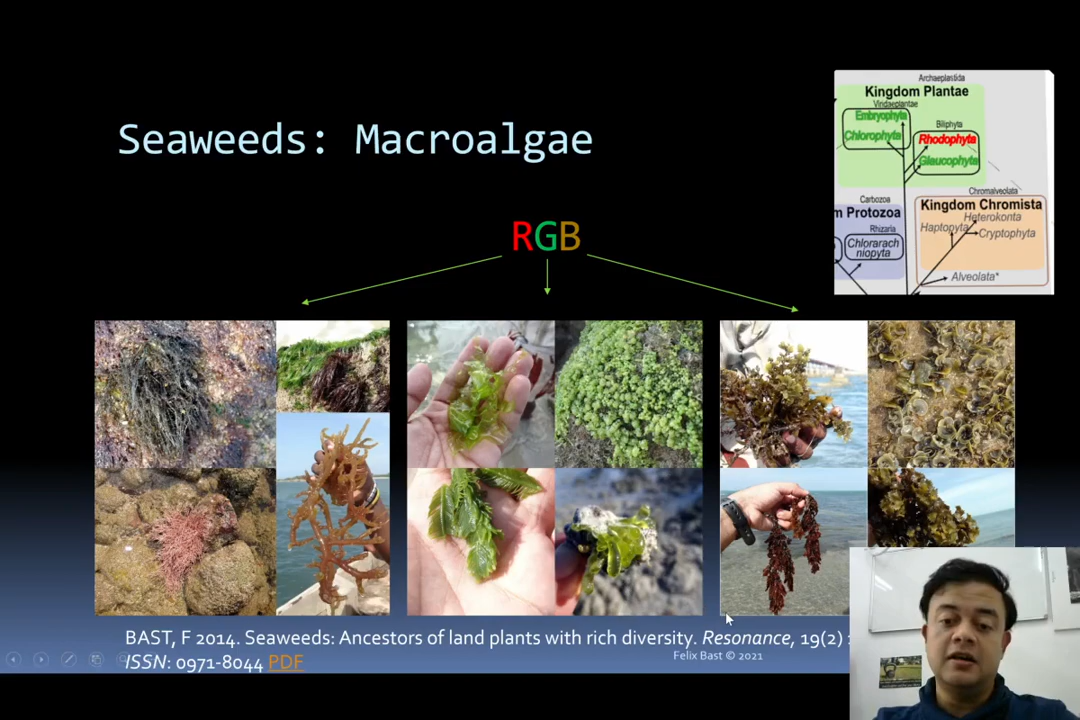 Seaweeds: Macroalgae
RGB
Archaeplastida
Kingdom Plantae
Viridaeplantae
Embryophyta
Chlorophyta
Biliphyta
Rhodophyta
Glaucophyta
Carbozoa
m Protozoa
Rhizaria
Chlorarach
niopyta
Chromalveolata
Kingdom Chromista
Heterokonta
Haptopyta
Cryptophyta
Alveolata*
BAST, F 2014. Seaweeds: Ancestors of land plants with rich diversity. Resonance, 19(2)
ISSN: 0971-8044 PDF
Felix Bast © 2021